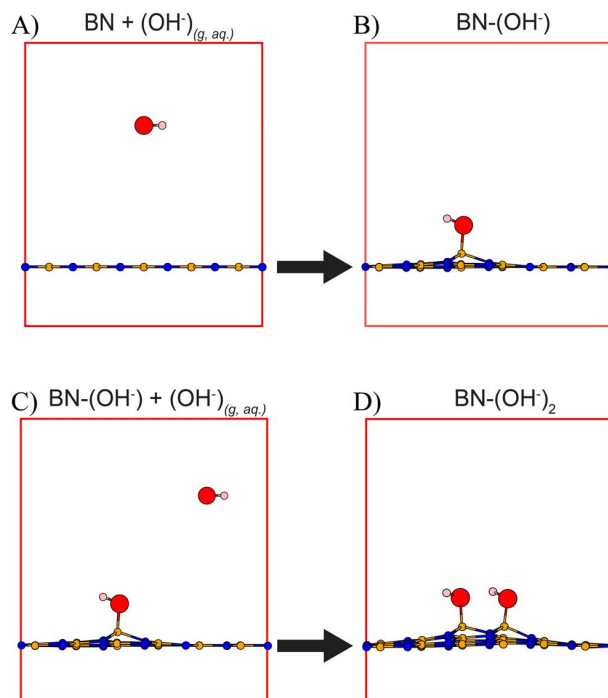 A) BN + (OH⁻)₍g, aq.₎
B) BN-(OH⁻)
C) BN-(OH⁻) + (OH⁻)₍g, aq.₎
D) BN-(OH⁻)₂